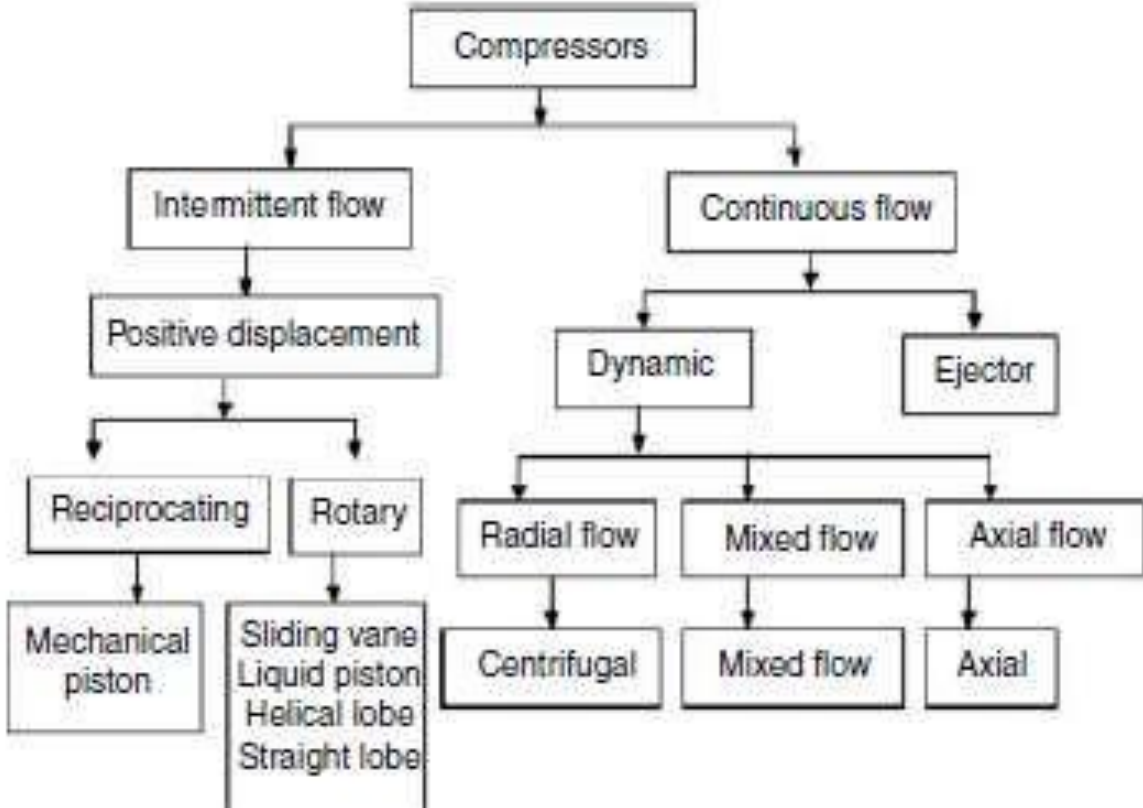 Compressors
Intermittent flow
Continuous flow
Positive displacement
Dynamic
Ejector
Reciprocating
Rotary
Radial flow
Mixed flow
Axial flow
Mechanical
piston
Sliding vane
Liquid piston
Helical lobe
Straight lobe
Centrifugal
Mixed flow
Axial